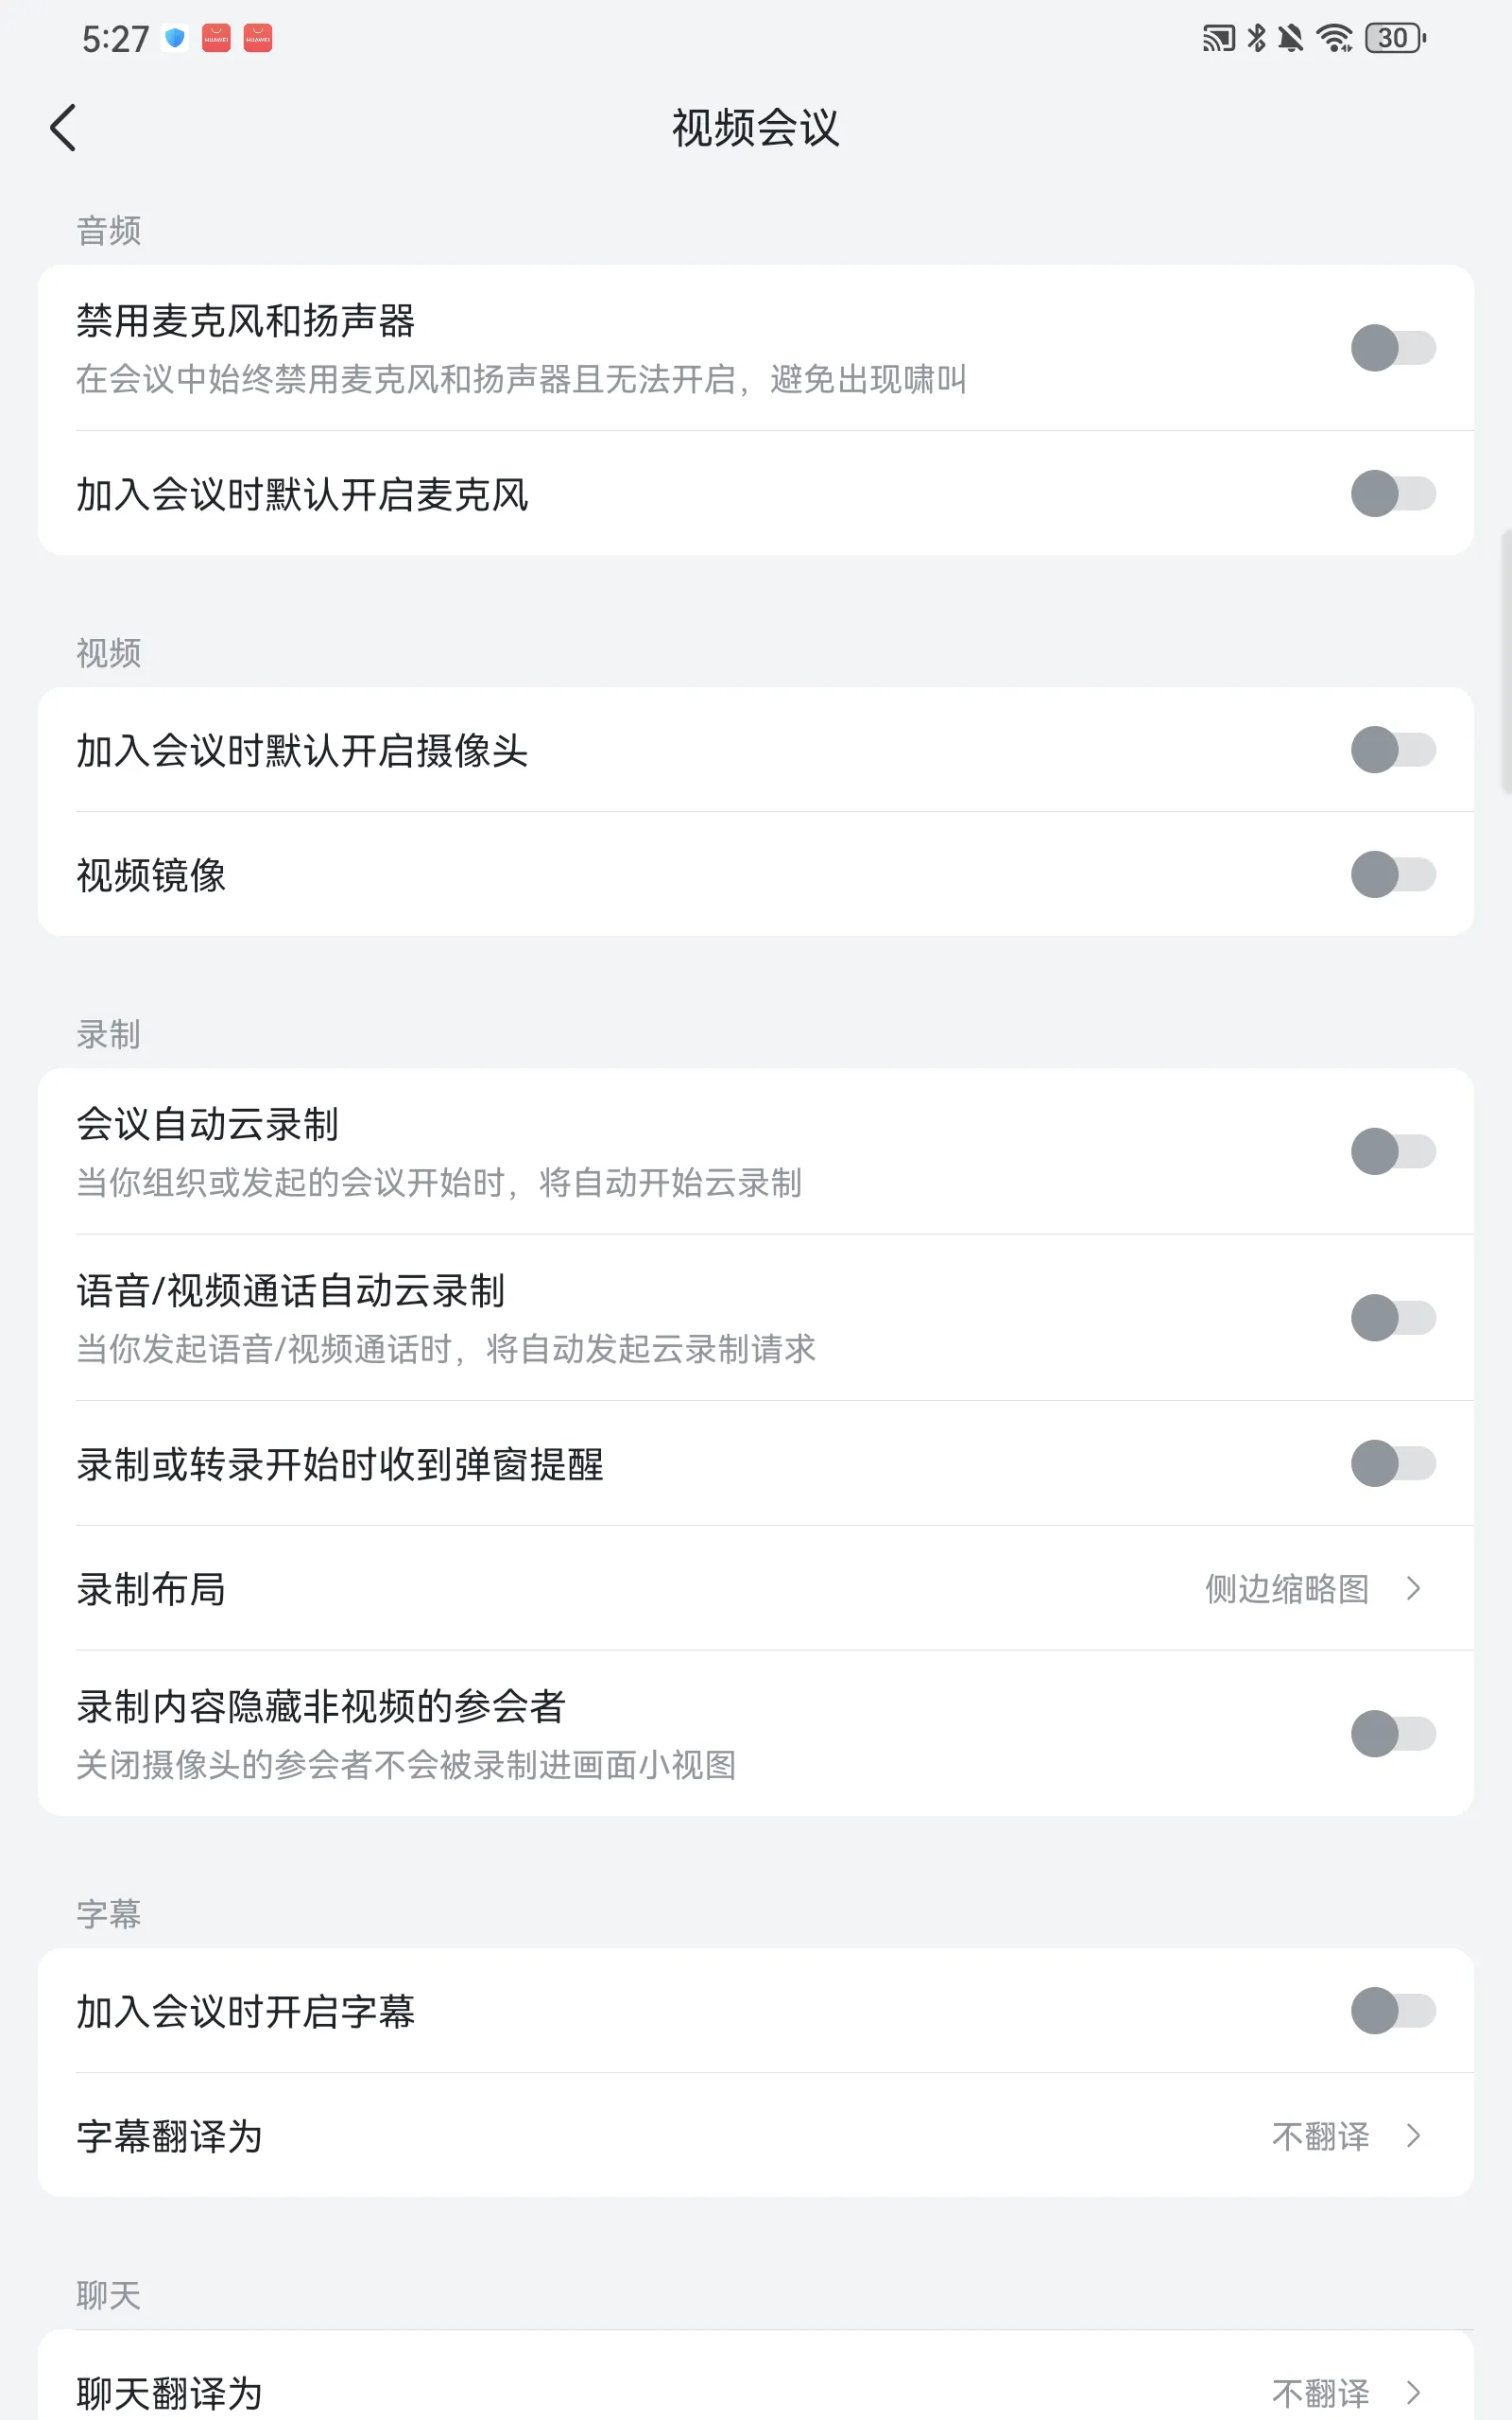 5:27
HUAWEI
HUAWEI
30
视频会议
音频
禁用麦克风和扬声器
在会议中始终禁用麦克风和扬声器且无法开启，避免出现啸叫
加入会议时默认开启麦克风
视频
加入会议时默认开启摄像头
视频镜像
录制
会议自动云录制
当你组织或发起的会议开始时，将自动开始云录制
语音/视频通话自动云录制
当你发起语音/视频通话时，将自动发起云录制请求
录制或转录开始时收到弹窗提醒
录制布局
侧边缩略图
录制内容隐藏非视频的参会者
关闭摄像头的参会者不会被录制进画面小视图
字幕
加入会议时开启字幕
字幕翻译为
不翻译
聊天
聊天翻译为
不翻译